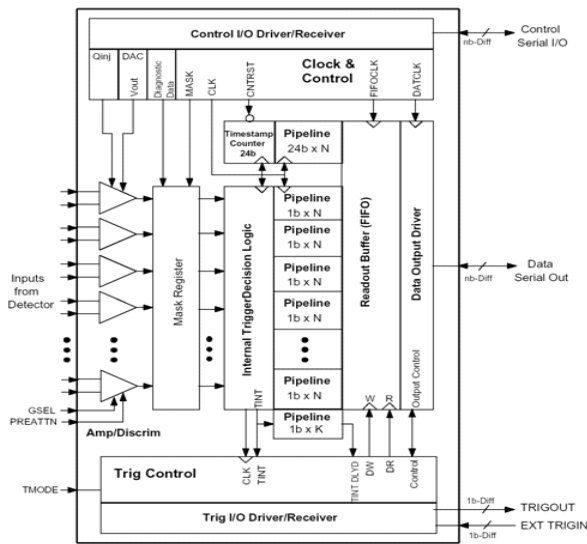 Control I/O Driver/Receiver
nb-Diff
Control
Serial I/O
Qinj
DAC
Vout
Diagnostic
Data
MASK
CLK
Clock &
Control
CNTRST
FIFOCLK
DATCLK
Timestamp
Counter
24b
Pipeline
24b x N
Pipeline
1b x N
Pipeline
1b x N
Pipeline
1b x N
Pipeline
1b x N
Pipeline
1b x N
Pipeline
1b x K
Inputs
from
Detector
Mask Register
Internal TriggerDecision Logic
TINT
Readout Buffer (FIFO)
W
R
Data Output Driver
Output Control
nb-Diff
Data
Serial Out
GSEL
PREATTN
Amp/Discrim
TMODE
Trig Control
CLK
TINT
TINT DLYD
DW
DR
Control
Trig I/O Driver/Receiver
1b-Diff
TRIGOUT
EXT TRIGIN
1b-Diff